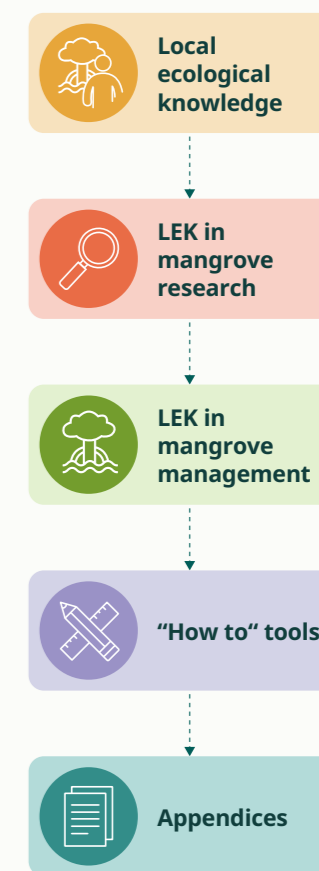 Local
ecological
knowledge
LEK in
mangrove
research
LEK in
mangrove
management
“How to“ tools
Appendices